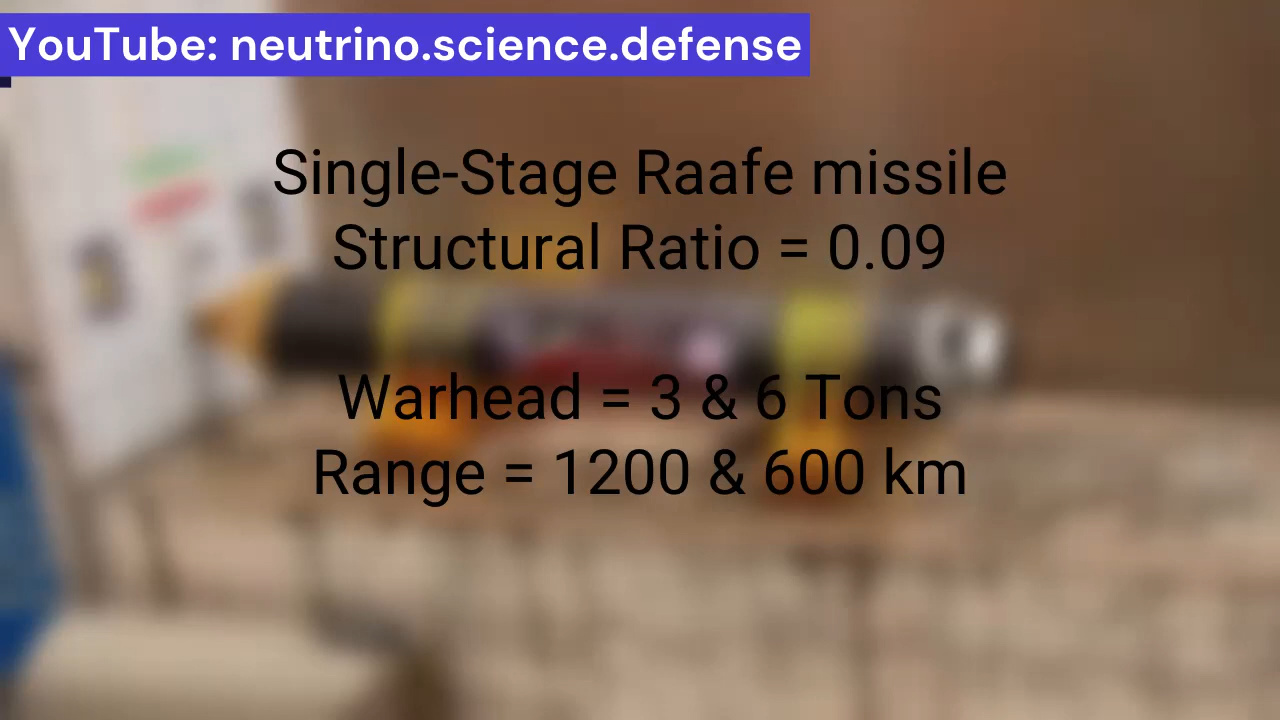 YouTube: neutrino.science.defense
Single-Stage Raafe missile
Structural Ratio = 0.09
Warhead = 3 & 6 Tons
Range = 1200 & 600 km